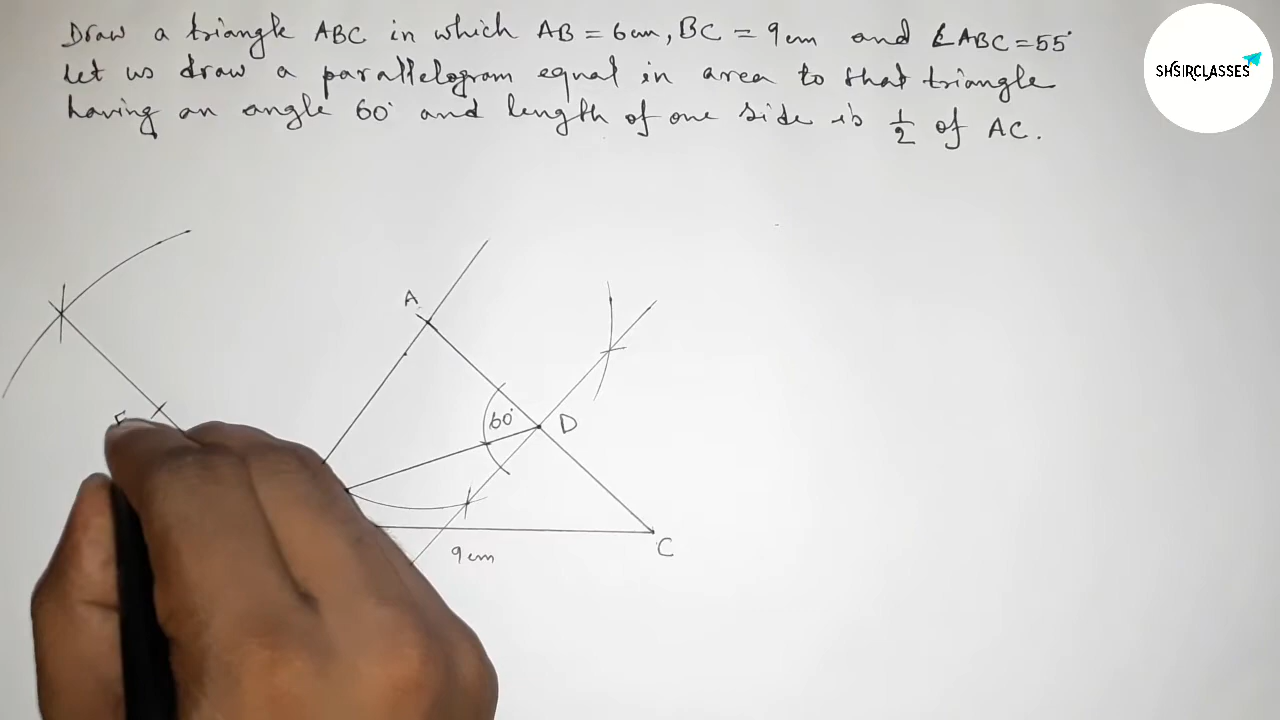 Draw a triangle ABC in which AB = 6cm, BC = 9cm and ∠ABC = 55°
Let us draw a parallelogram equal in area to that triangle
having an angle 60° and length of one side is 1/2 of AC.
SHSIRCLASSES
A
60°
D
9cm
C